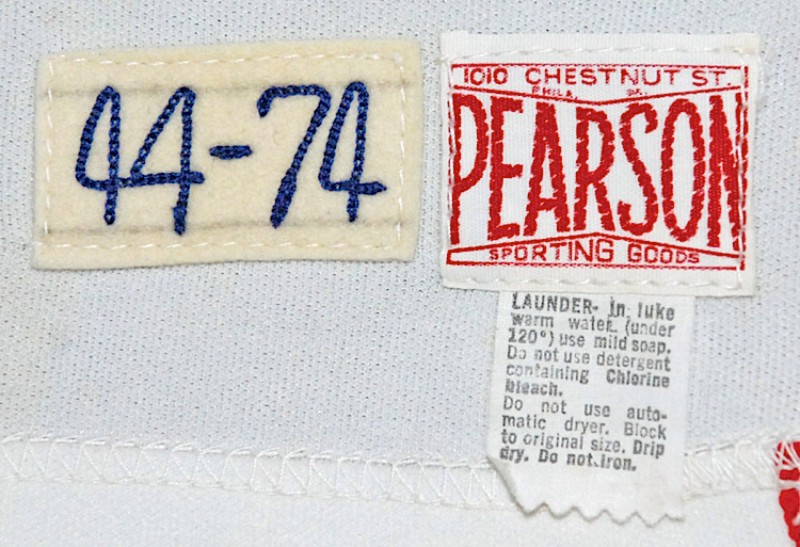 44-74
1010 CHESTNUT ST.
PHILA. PA.
PEARSON
SPORTING GOODS
LAUNDER- in luke
warm water (under
120°) use mild soap.
Do not use detergent
containing Chlorine
bleach.
Do not use auto-
matic dryer. Block
to original size. Drip
dry. Do not iron.